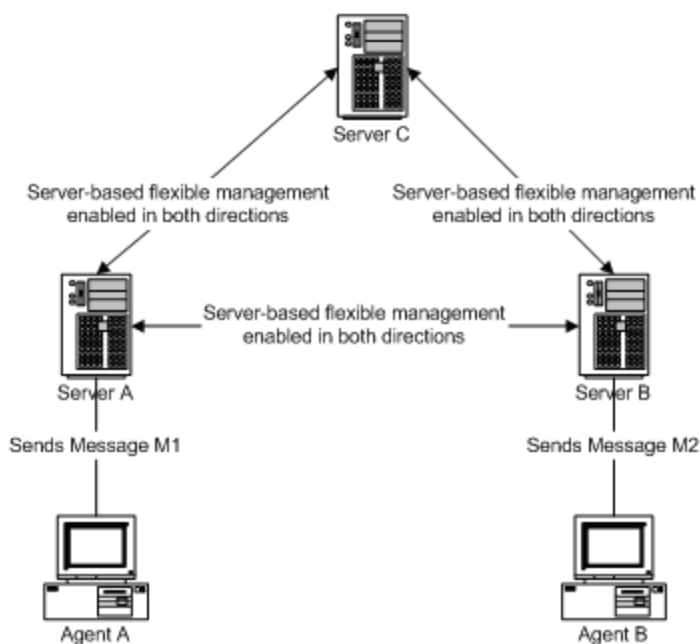 Server C
Server-based flexible management
enabled in both directions
Server-based flexible management
enabled in both directions
Server-based flexible management
enabled in both directions
Server A
Server B
Sends Message M1
Sends Message M2
Agent A
Agent B